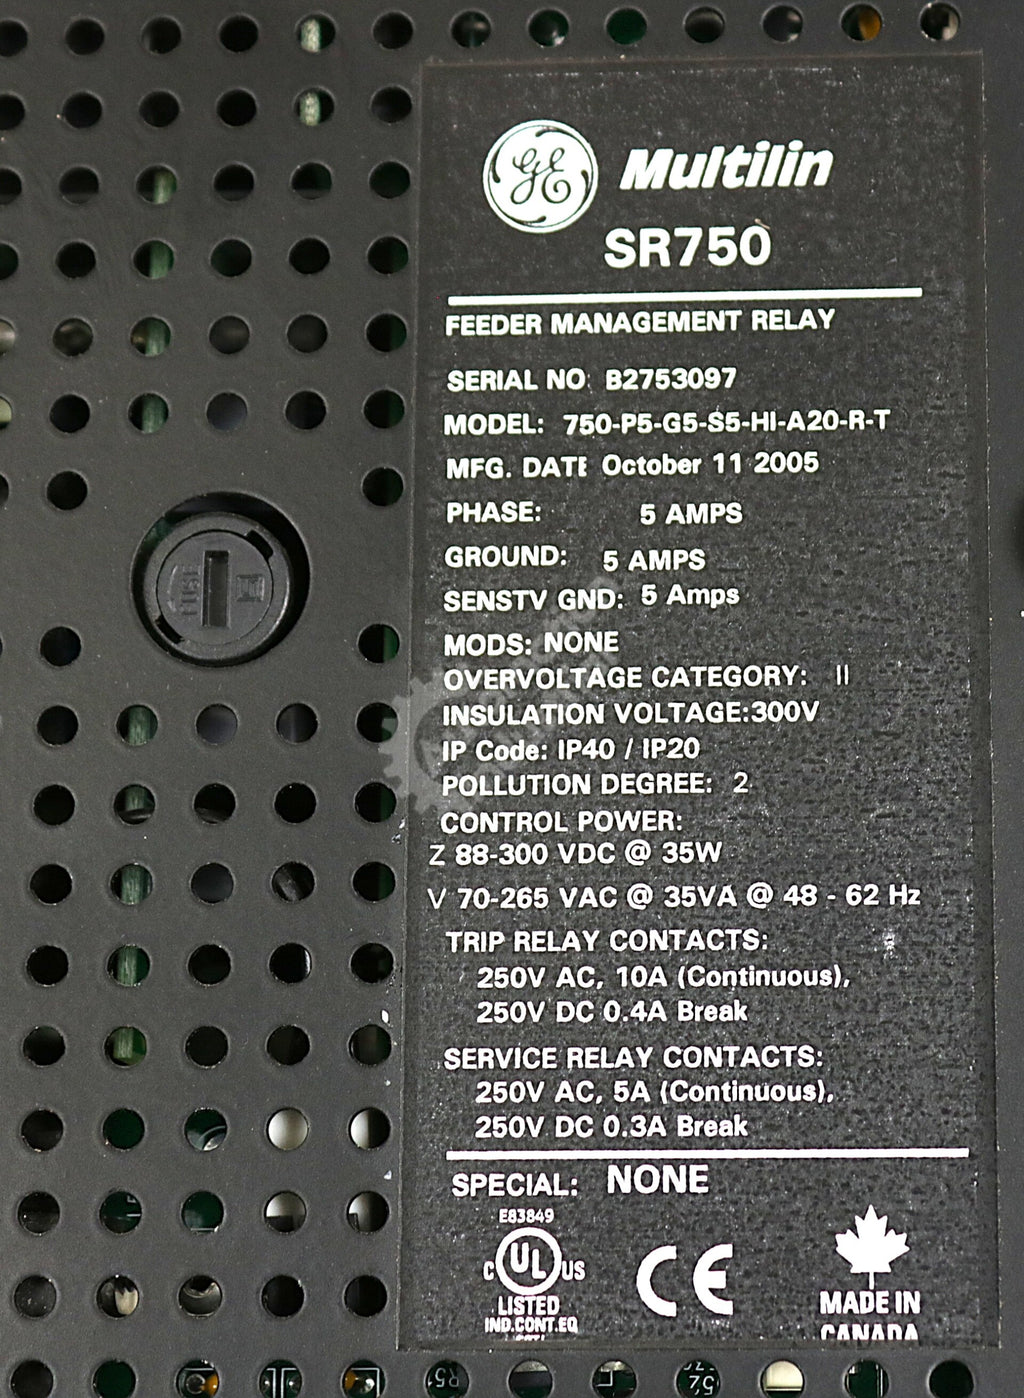 GE Multilin
SR750
FEEDER MANAGEMENT RELAY
SERIAL NO: B2753097
MODEL: 750-P5-G5-S5-HI-A20-R-T
MFG. DATE October 11 2005
PHASE: 5 AMPS
GROUND: 5 AMPS
SENSTV GND: 5 Amps
MODS: NONE
OVERVOLTAGE CATEGORY: II
INSULATION VOLTAGE:300V
IP Code: IP40 / IP20
POLLUTION DEGREE: 2
CONTROL POWER:
Z 88-300 VDC @ 35W
V 70-265 VAC @ 35VA @ 48 - 62 Hz
TRIP RELAY CONTACTS:
250V AC, 10A (Continuous),
250V DC 0.4A Break
SERVICE RELAY CONTACTS:
250V AC, 5A (Continuous),
250V DC 0.3A Break
SPECIAL: NONE
E83849
C UL US
LISTED
IND.CONT.EQ
CE
MADE IN
CANADA
FUSE